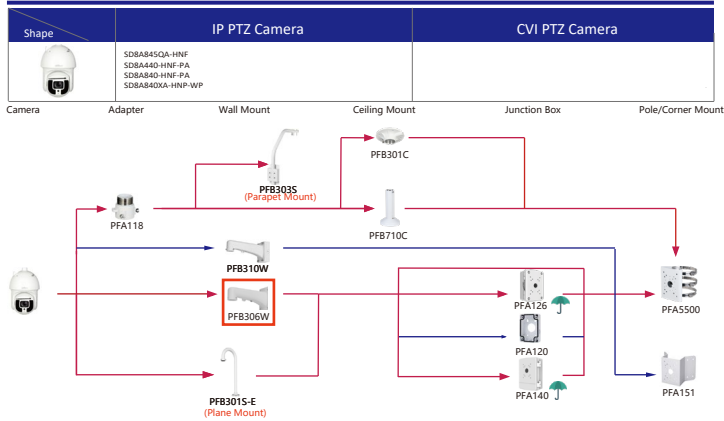 Shape
IP PTZ Camera
CVI PTZ Camera
SD8A845QA-HNF
SD8A440-HNF-PA
SD8A840-HNF-PA
SD8A840XA-HNP-WP
Camera
Adapter
Wall Mount
Ceiling Mount
Junction Box
Pole/Corner Mount
PFB301C
PFB303S
(Parapet Mount)
PFA118
PFB710C
PFB310W
PFB306W
PFA126
PFA5500
PFA120
PFA140
PFA151
PFB301S-E
(Plane Mount)